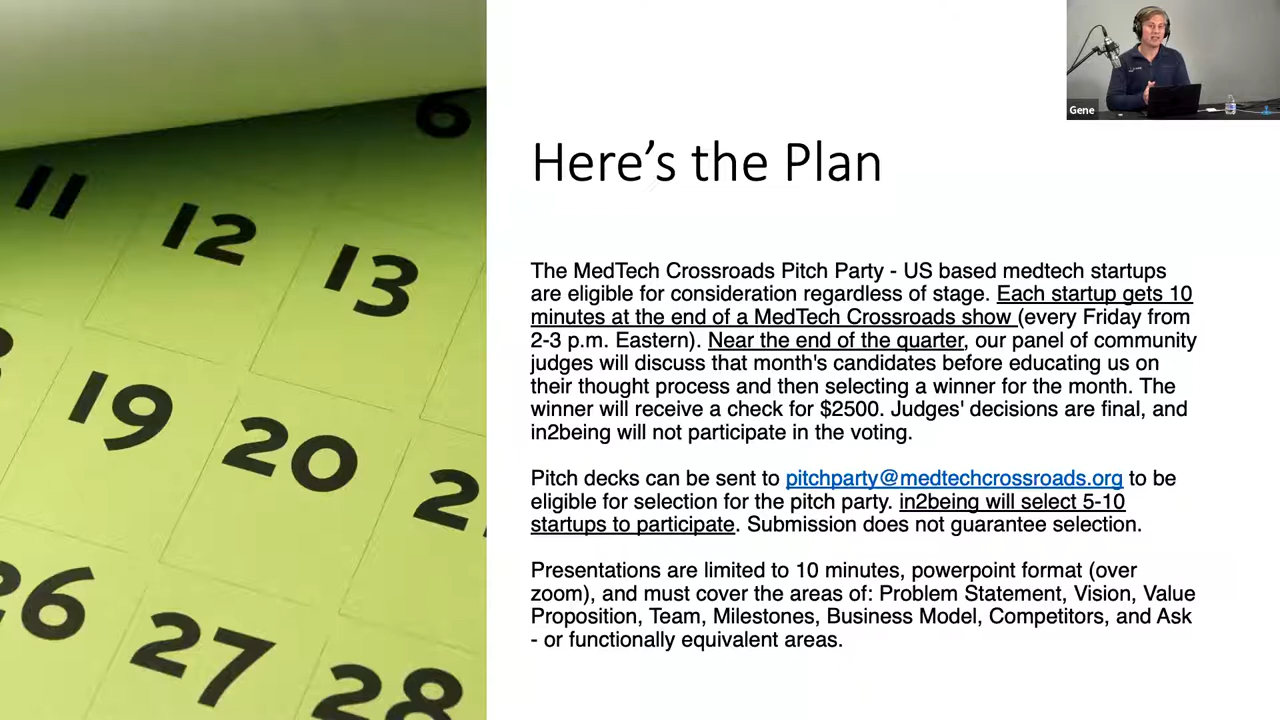 Gene
6
11
12
13
19
20
26
27
28
Here's the Plan
The MedTech Crossroads Pitch Party - US based medtech startups
are eligible for consideration regardless of stage. Each startup gets 10
minutes at the end of a MedTech Crossroads show (every Friday from
2-3 p.m. Eastern). Near the end of the quarter, our panel of community
judges will discuss that month's candidates before educating us on
their thought process and then selecting a winner for the month. The
winner will receive a check for $2500. Judges' decisions are final, and
in2being will not participate in the voting.
Pitch decks can be sent to pitchparty@medtechcrossroads.org to be
eligible for selection for the pitch party. in2being will select 5-10
startups to participate. Submission does not guarantee selection.
Presentations are limited to 10 minutes, powerpoint format (over
zoom), and must cover the areas of: Problem Statement, Vision, Value
Proposition, Team, Milestones, Business Model, Competitors, and Ask
- or functionally equivalent areas.